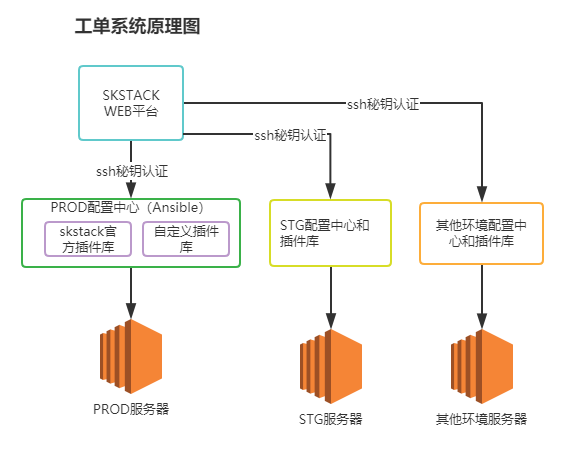 工单系统原理图
SKSTACK
WEB平台
ssh秘钥认证
ssh秘钥认证
ssh秘钥认证
PROD配置中心（Ansible）
skstack官
方插件库
自定义插件
库
STG配置中心和
插件库
其他环境配置中
心和插件库
PROD服务器
STG服务器
其他环境服务器